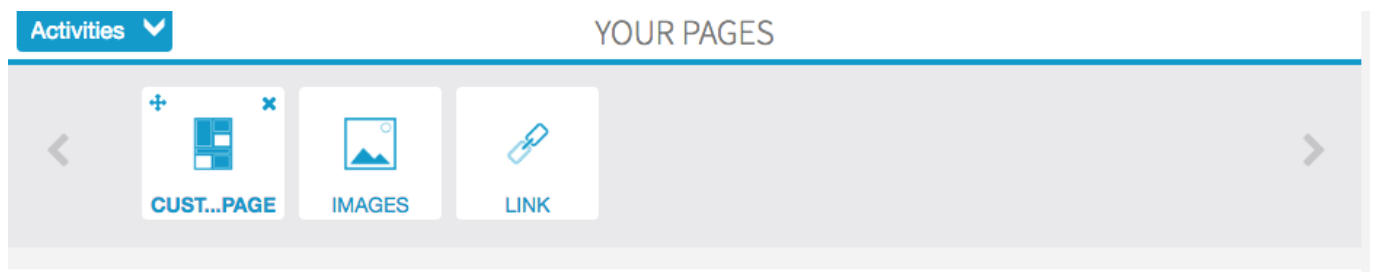 Activities
YOUR PAGES
CUST...PAGE
IMAGES
LINK